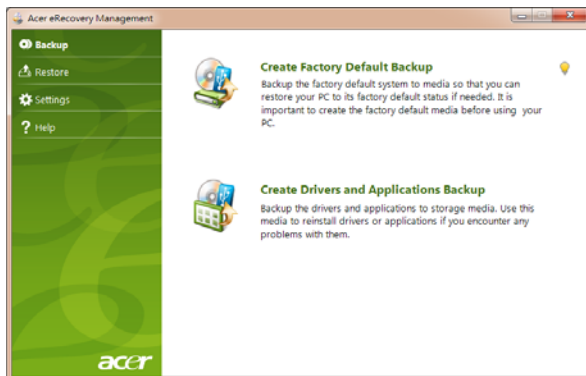 Acer eRecovery Management
Backup
Restore
Settings
Help
Create Factory Default Backup
Backup the factory default system to media so that you can
restore your PC to its factory default status if needed. It is
important to create the factory default media before using your
PC.
Create Drivers and Applications Backup
Backup the drivers and applications to storage media. Use this
media to reinstall drivers or applications if you encounter any
problems with them.
acer